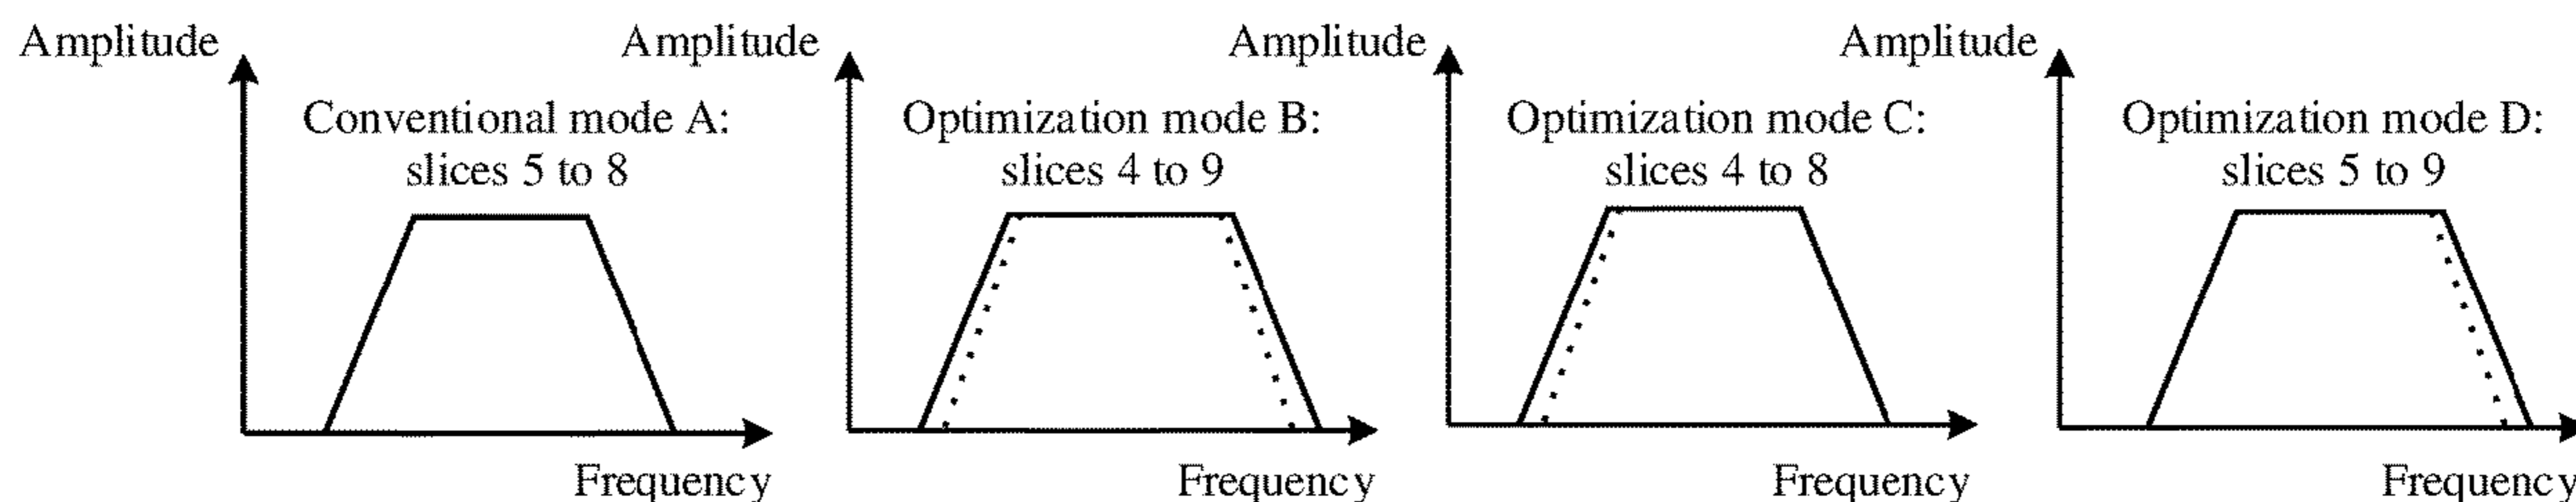 Amplitude
Conventional mode A:
slices 5 to 8
Frequency
Amplitude
Optimization mode B:
slices 4 to 9
Frequency
Amplitude
Optimization mode C:
slices 4 to 8
Frequency
Amplitude
Optimization mode D:
slices 5 to 9
Frequency